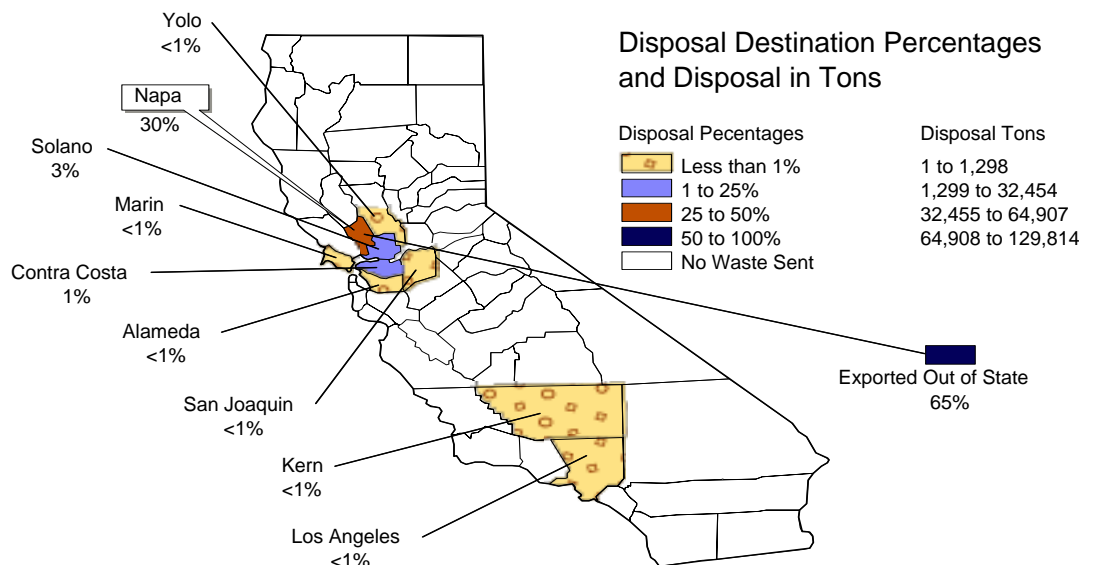 Yolo
<1%
Napa
30%
Solano
3%
Marin
<1%
Contra Costa
1%
Alameda
<1%
San Joaquin
<1%
Kern
<1%
Los Angeles
<1%
Disposal Destination Percentages
and Disposal in Tons
Disposal Pecentages Disposal Tons
Less than 1% 1 to 1,298
1 to 25% 1,299 to 32,454
25 to 50% 32,455 to 64,907
50 to 100% 64,908 to 129,814
No Waste Sent
Exported Out of State
65%